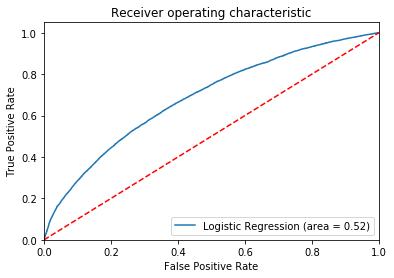 Receiver operating characteristic
True Positive Rate
1.0
0.8
0.6
0.4
0.2
0.0
Logistic Regression (area = 0.52)
0.0 0.2 0.4 0.6 0.8 1.0
False Positive Rate